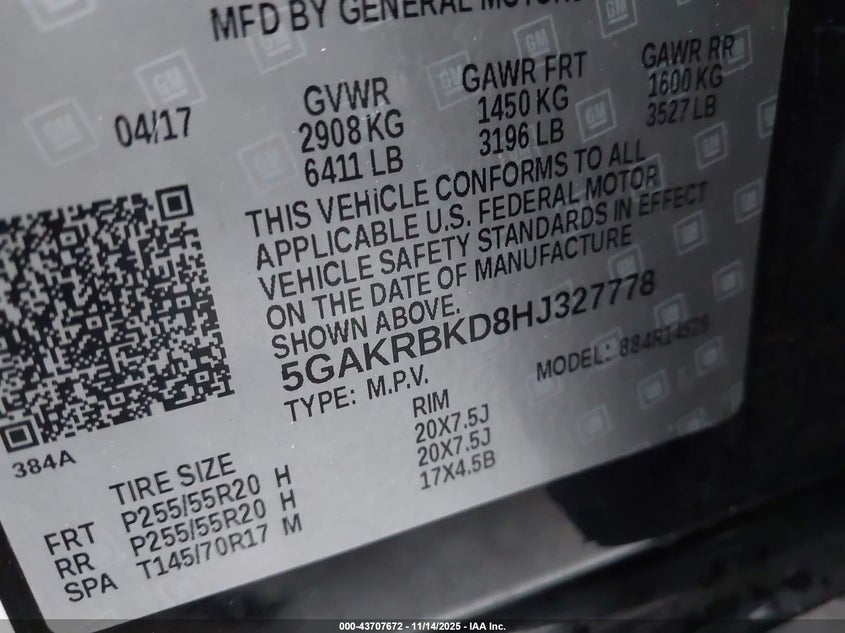 MFD BY GENERAL MOTORS
04/17
GVWR
2908 KG
6411 LB
GAWR FRT
1450 KG
3196 LB
GAWR RR
1600 KG
3527 LB
THIS VEHICLE CONFORMS TO ALL
APPLICABLE U.S. FEDERAL MOTOR
VEHICLE SAFETY STANDARDS IN EFFECT
ON THE DATE OF MANUFACTURE
SHOWN ABOVE.
5GAKRBKD8HJ327778
TYPE: M.P.V.
MODEL:
384A
TIRE SIZE
RIM
FRT P255/55R20 H 20X7.5J
RR P255/55R20 H 20X7.5J
SPA T145/70R17 M 17X4.5B
000-43707672 - 11/14/2025 - IAA Inc.